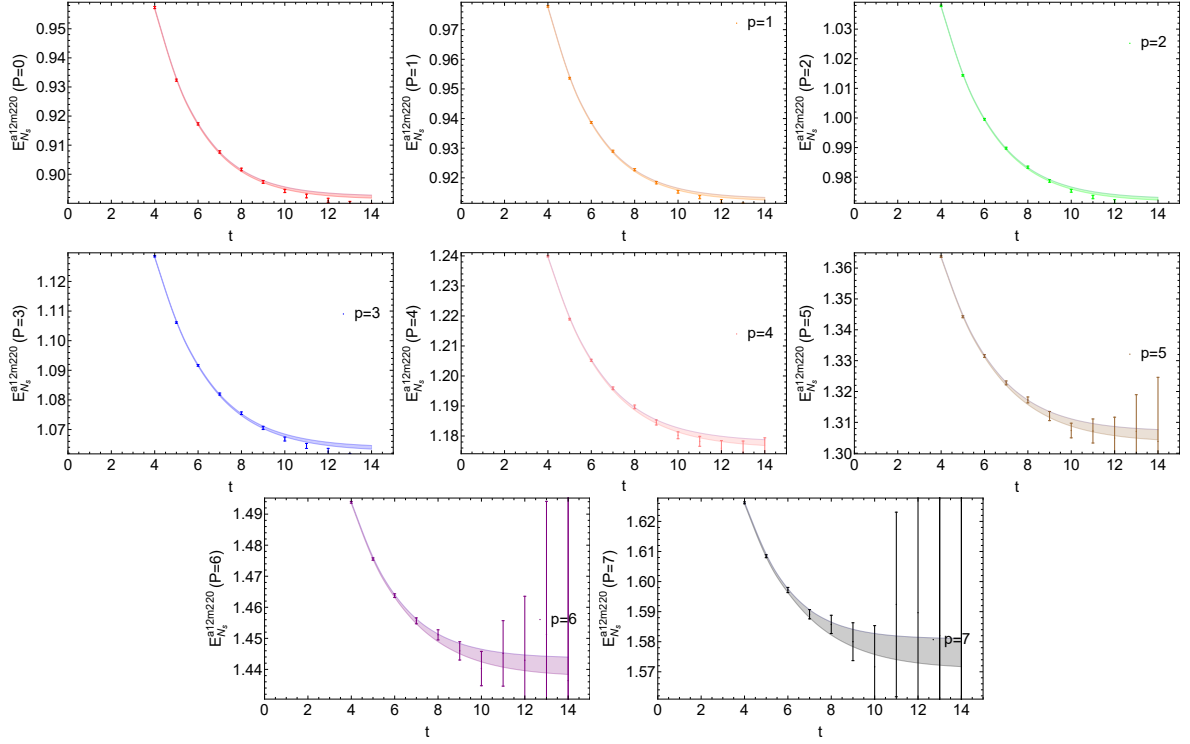 0.95
0.94
0.93
0.92
0.91
0.90
0 2 4 6 8 10 12 14
t
E_{N_s}^{a12m220} (P=0)
0.97
0.96
0.95
0.94
0.93
0.92
0 2 4 6 8 10 12 14
t
E_{N_s}^{a12m220} (P=1)
p=1
1.03
1.02
1.01
1.00
0.99
0.98
0 2 4 6 8 10 12 14
t
E_{N_s}^{a12m220} (P=2)
p=2
1.12
1.11
1.10
1.09
1.08
1.07
0 2 4 6 8 10 12 14
t
E_{N_s}^{a12m220} (P=3)
p=3
1.24
1.23
1.22
1.21
1.20
1.19
1.18
0 2 4 6 8 10 12 14
t
E_{N_s}^{a12m220} (P=4)
p=4
1.36
1.35
1.34
1.33
1.32
1.31
1.30
0 2 4 6 8 10 12 14
t
E_{N_s}^{a12m220} (P=5)
p=5
1.49
1.48
1.47
1.46
1.45
1.44
0 2 4 6 8 10 12 14
t
E_{N_s}^{a12m220} (P=6)
p=6
1.62
1.61
1.60
1.59
1.58
1.57
0 2 4 6 8 10 12 14
t
E_{N_s}^{a12m220} (P=7)
p=7